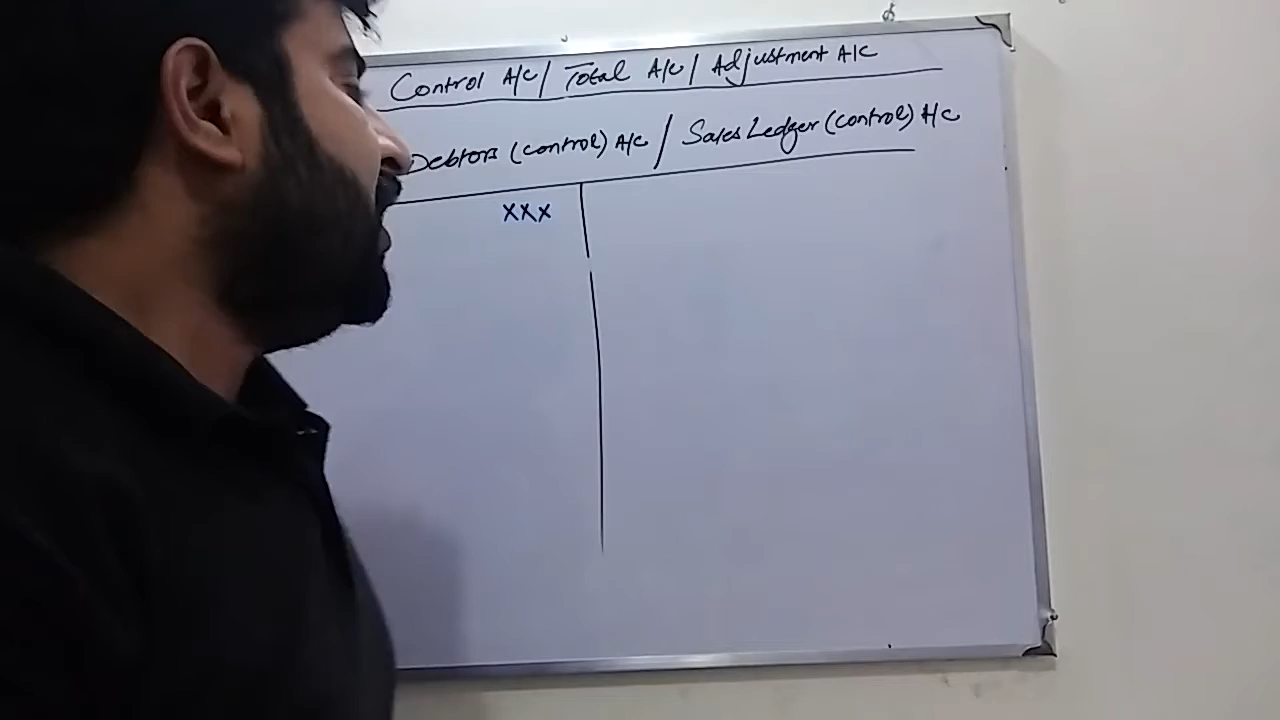 Control A/C / Total A/C / Adjustment A/C
Debtors (control) A/C / Sales Ledger (control) A/C
XXX